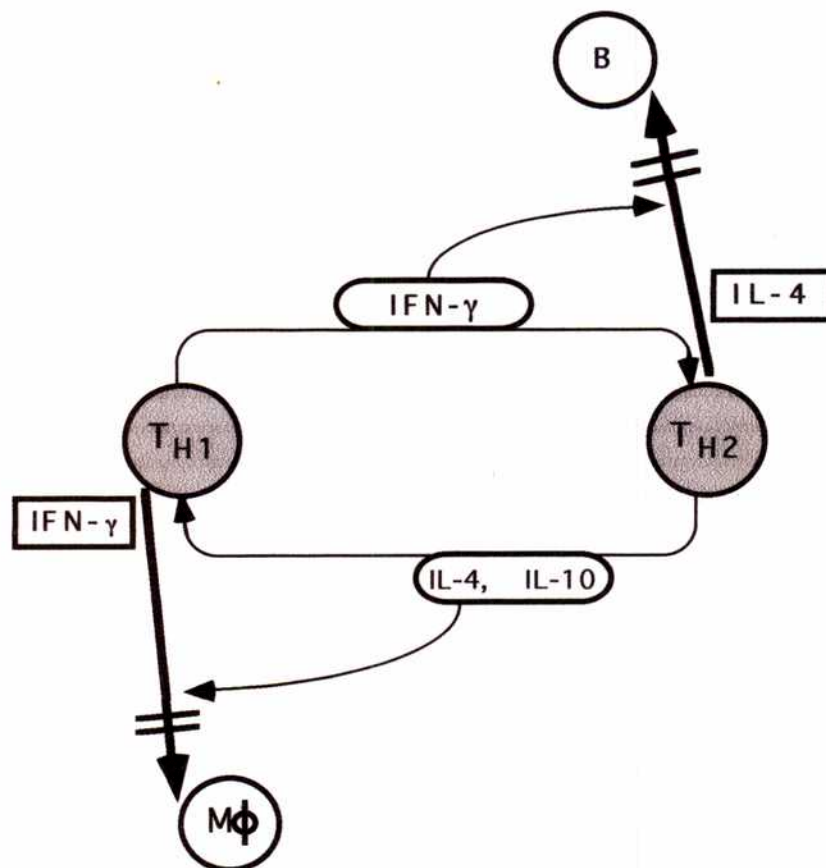 B
IFN-γ
IL-4
TH1
TH2
IFN-γ
IL-4, IL-10
MΦ